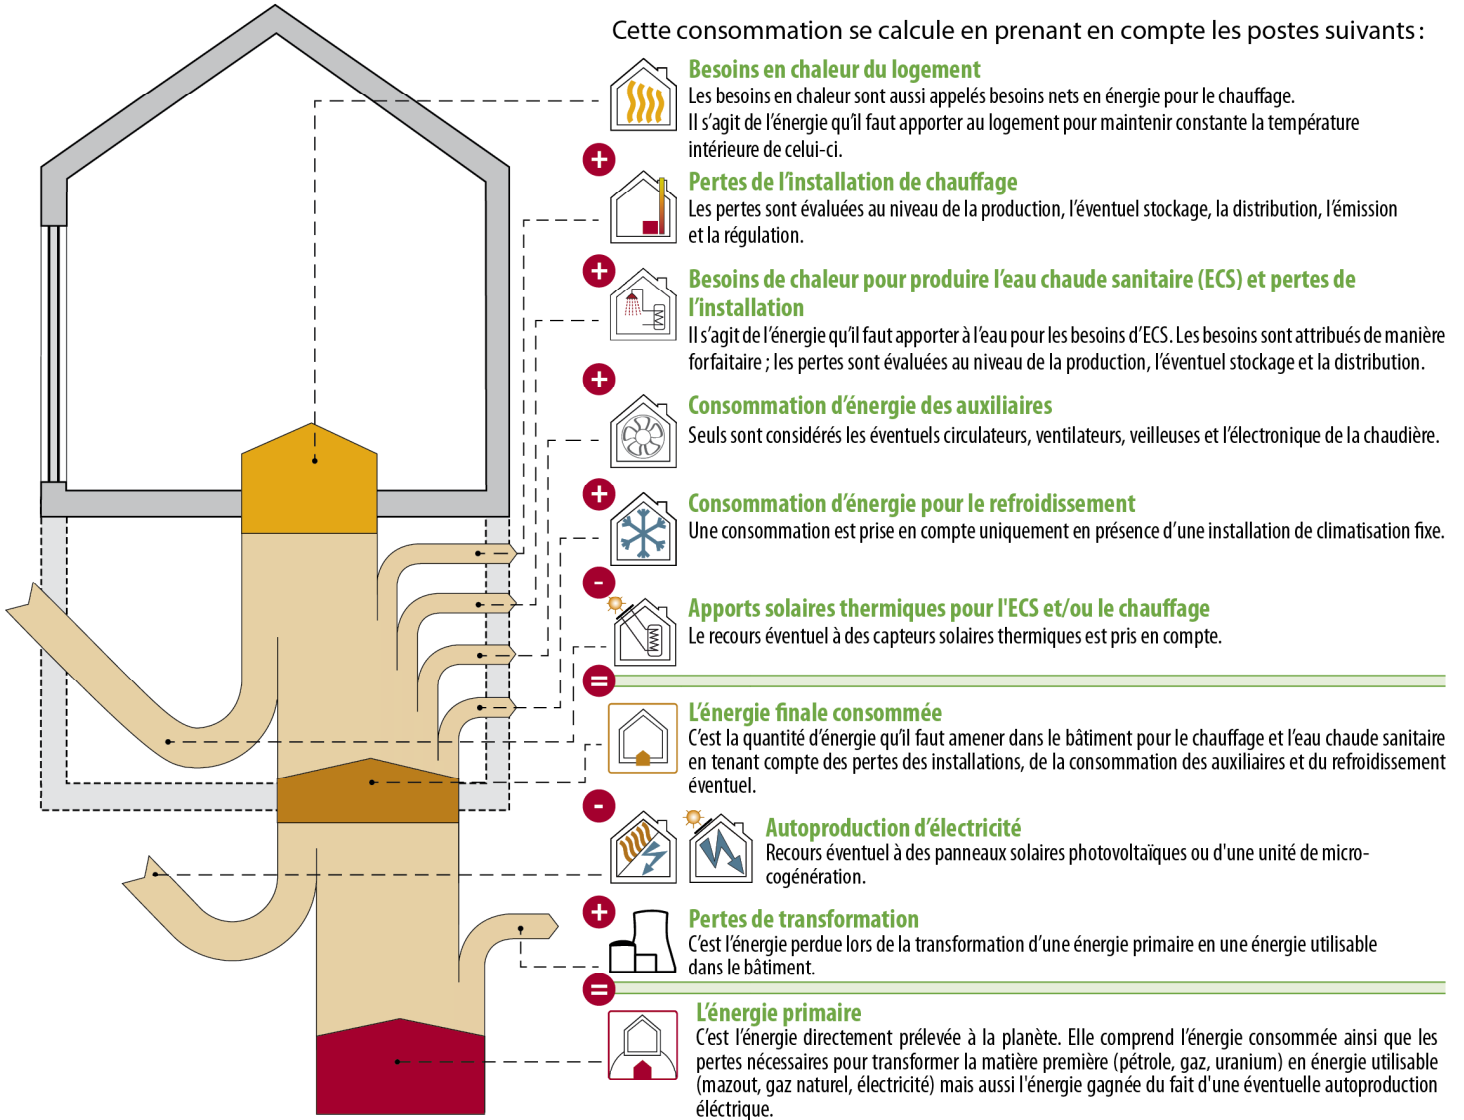 Cette consommation se calcule en prenant en compte les postes suivants :
Besoins en chaleur du logement
Les besoins en chaleur sont aussi appelés besoins nets en énergie pour le chauffage.
Il s’agit de l’énergie qu’il faut apporter au logement pour maintenir constante la température
intérieure de celui-ci.
+
Pertes de l’installation de chauffage
Les pertes sont évaluées au niveau de la production, l’éventuel stockage, la distribution, l’émission
et la régulation.
+
Besoins de chaleur pour produire l’eau chaude sanitaire (ECS) et pertes de
l’installation
Il s’agit de l’énergie qu’il faut apporter à l’eau pour les besoins d’ECS. Les besoins sont attribués de manière
forfaitaire ; les pertes sont évaluées au niveau de la production, l’éventuel stockage et la distribution.
+
Consommation d’énergie des auxiliaires
Seuls sont considérés les éventuels circulateurs, ventilateurs, veilleuses et l’électronique de la chaudière.
+
Consommation d’énergie pour le refroidissement
Une consommation est prise en compte uniquement en présence d’une installation de climatisation fixe.
-
Apports solaires thermiques pour l'ECS et/ou le chauffage
Le recours éventuel à des capteurs solaires thermiques est pris en compte.
=
L’énergie finale consommée
C’est la quantité d’énergie qu’il faut amener dans le bâtiment pour le chauffage et l’eau chaude sanitaire
en tenant compte des pertes des installations, de la consommation des auxiliaires et du refroidissement
éventuel.
-
Autoproduction d’électricité
Recours éventuel à des panneaux solaires photovoltaïques ou d'une unité de micro-
cogénération.
+
Pertes de transformation
C’est l’énergie perdue lors de la transformation d’une énergie primaire en une énergie utilisable
dans le bâtiment.
=
L’énergie primaire
C’est l’énergie directement prélevée à la planète. Elle comprend l’énergie consommée ainsi que les
pertes nécessaires pour transformer la matière première (pétrole, gaz, uranium) en énergie utilisable
(mazout, gaz naturel, électricité) mais aussi l'énergie gagnée du fait d'une éventuelle autoproduction
électrique.